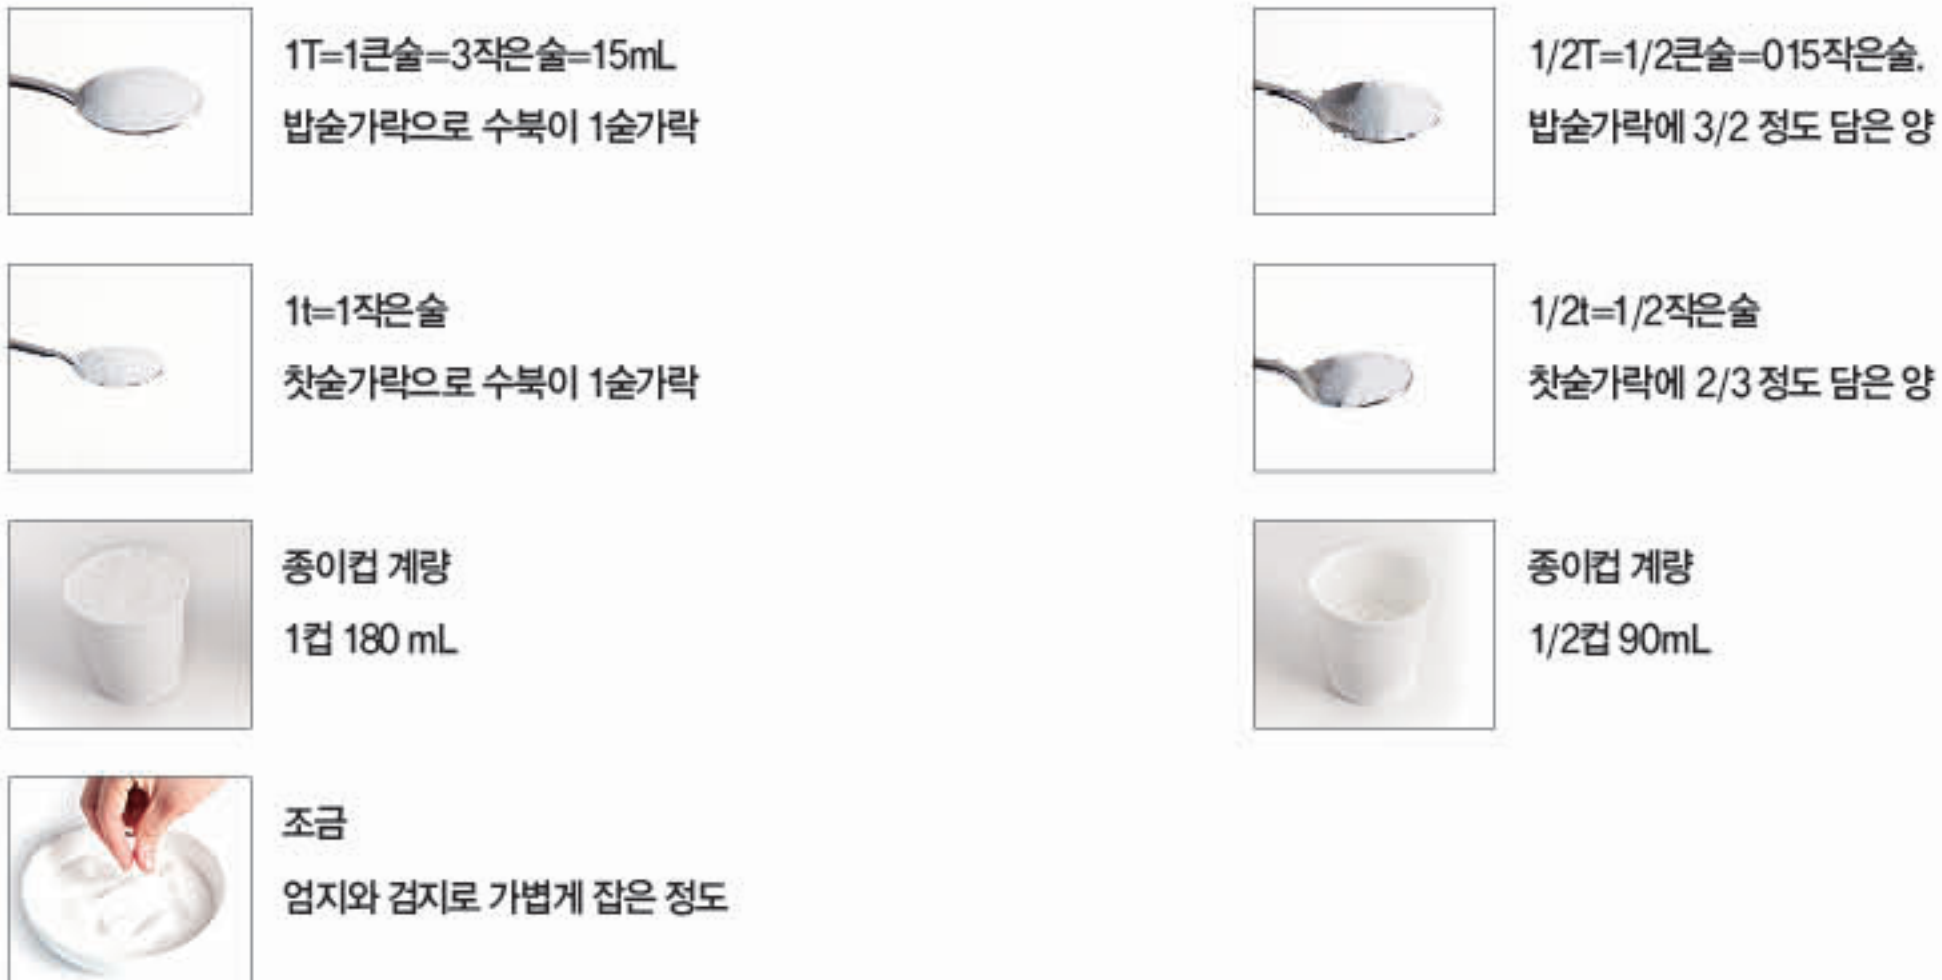 1T=1큰술=3작은술=15mL
밥숟가락으로 수북이 1숟가락
1/2T=1/2큰술=015작은술.
밥숟가락에 3/2 정도 담은 양
1t=1작은술
찻숟가락으로 수북이 1숟가락
1/2t=1/2작은술
찻숟가락에 2/3 정도 담은 양
종이컵 계량
1컵 180 mL
종이컵 계량
1/2컵 90mL
조금
엄지와 검지로 가볍게 잡은 정도